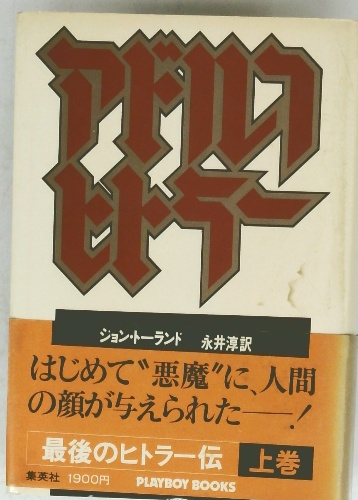 アドルフ
ヒトラー
ジョン・トーランド 永井淳訳
はじめて〝悪魔〟に、人間
の顔が与えられた――!
最後のヒトラー伝 上巻
集英社 1900円 PLAYBOY BOOKS